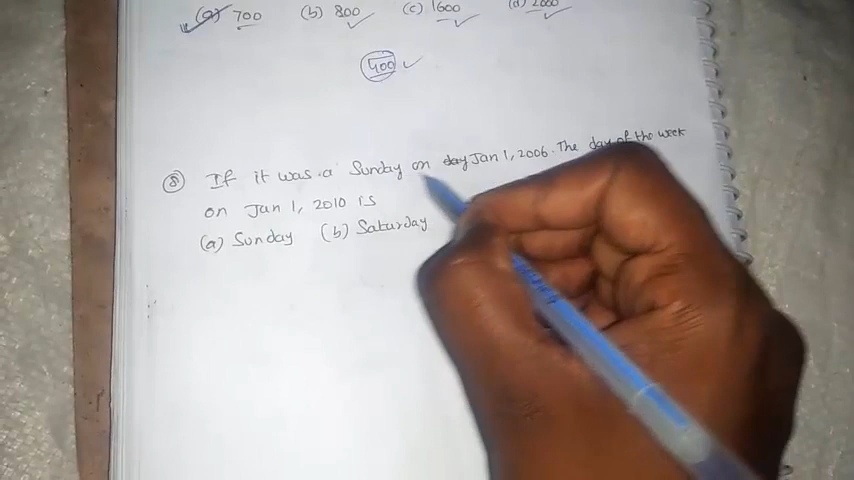 (a) 700 (b) 800 (c) 1600 (d) 2000
400
(8) If it was a Sunday on day Jan 1, 2006. The day of the week
on Jan 1, 2010 is
(a) Sunday (b) Saturday